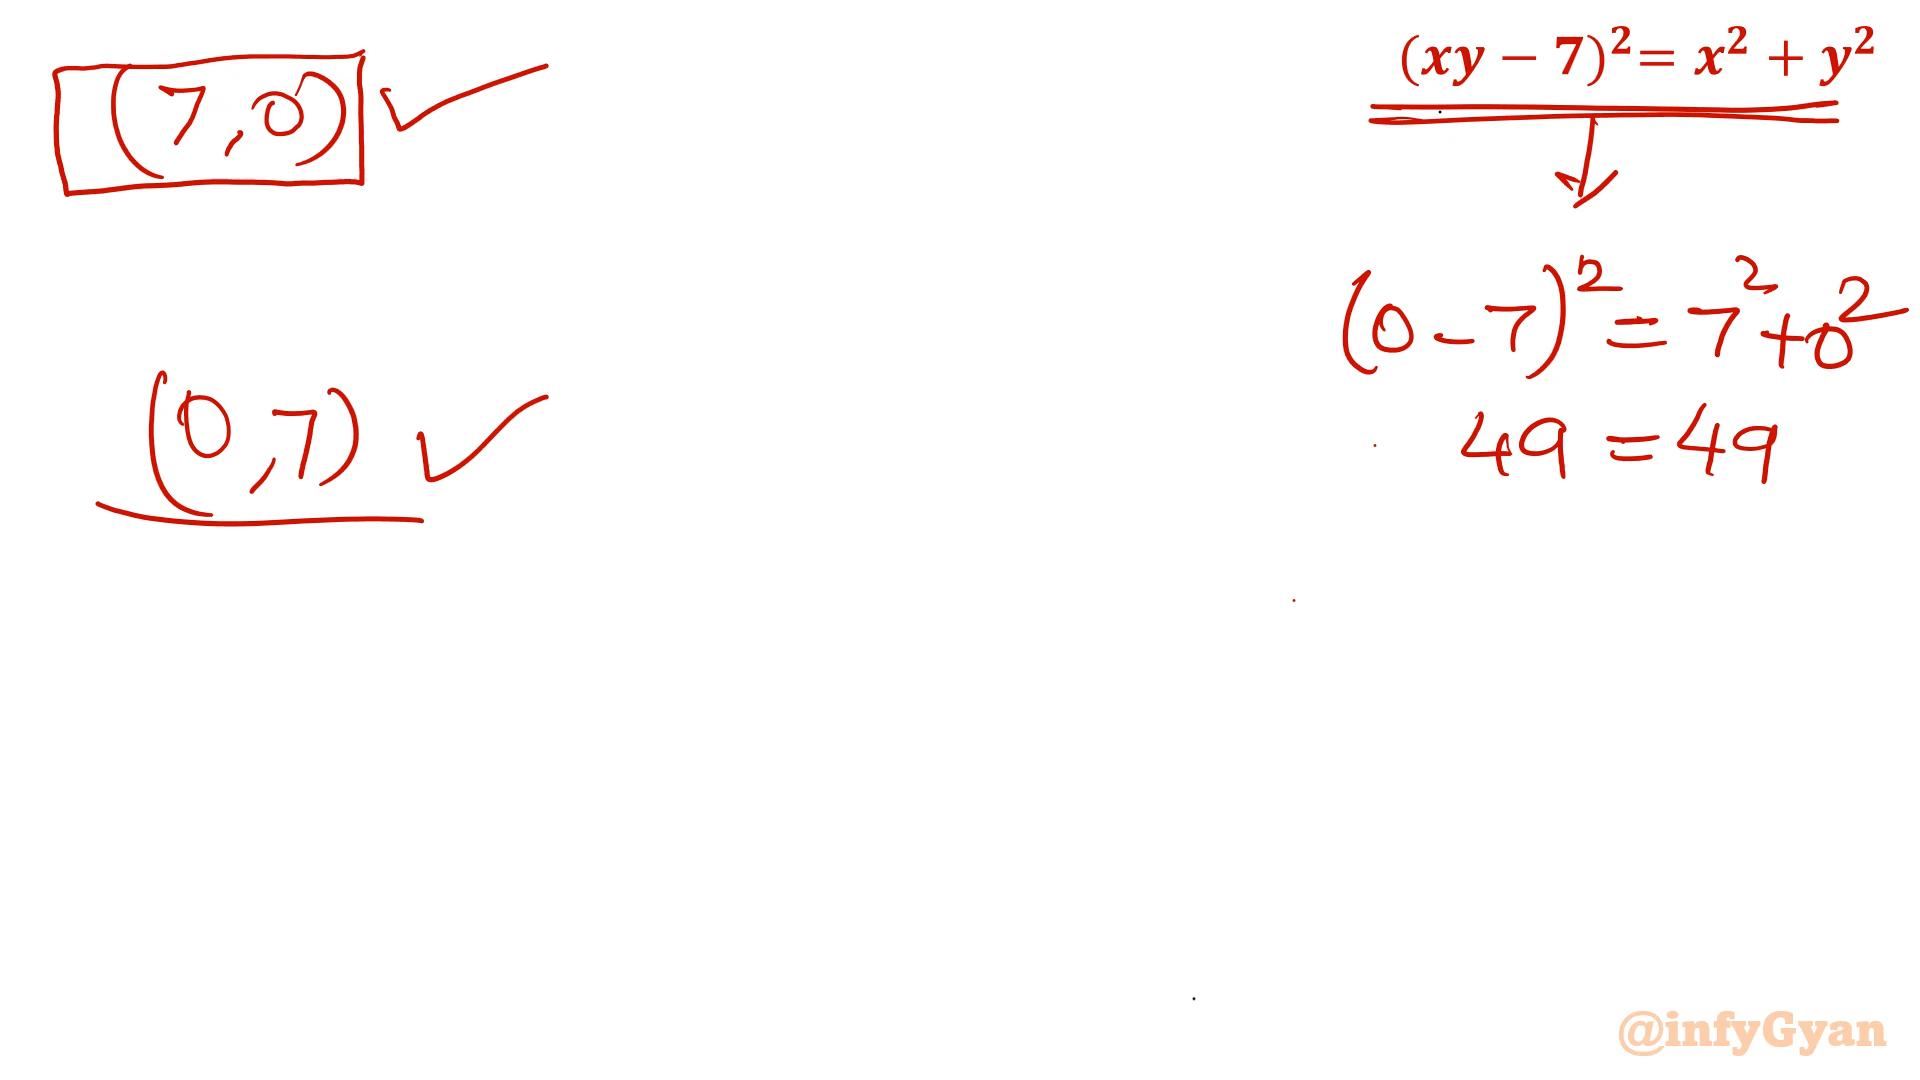 (7,0)
(xy − 7)²= x² + y²
(0−7)² = 7²+0²
(0,7)
49 = 49
@infyGyan